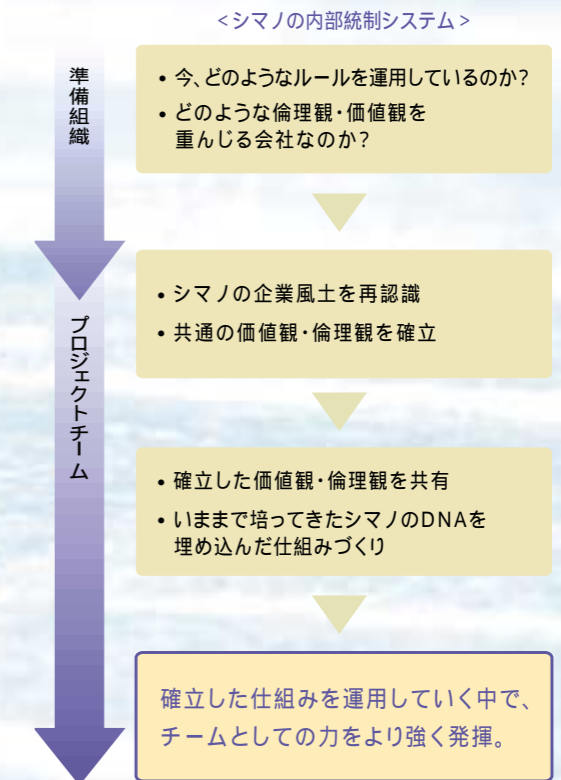 <シマノの内部統制システム>
準備組織
• 今、どのようなルールを運用しているのか?
• どのような倫理観・価値観を
重んじる会社なのか?
プロジェクトチーム
• シマノの企業風土を再認識
• 共通の価値観・倫理観を確立
• 確立した価値観・倫理観を共有
• いままで培ってきたシマノのDNAを
埋め込んだ仕組みづくり
確立した仕組みを運用していく中で、
チームとしての力をより強く発揮。